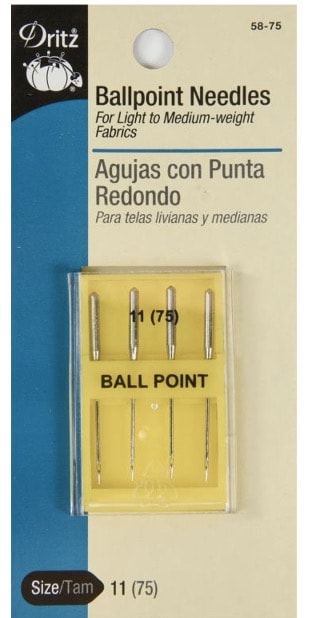 58-75
Dritz
Ballpoint Needles
For Light to Medium-weight
Fabrics
Agujas con Punta
Redondo
Para telas livianas y medianas
11 (75)
BALL POINT
Size/Tam 11 (75)